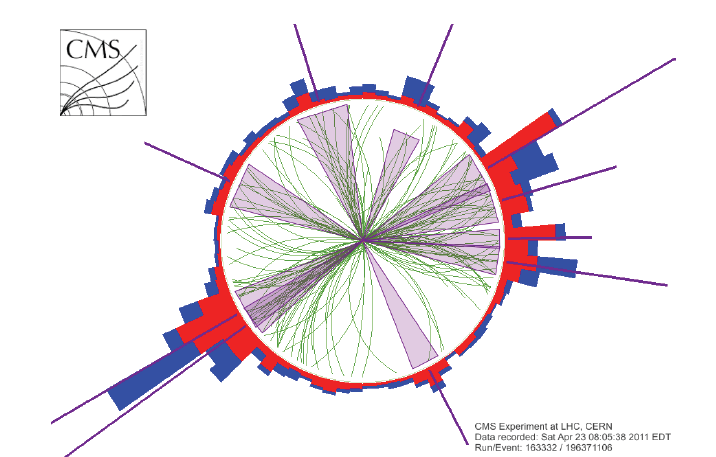 CMS
CMS Experiment at LHC, CERN
Data recorded: Sat Apr 23 08:05:38 2011 EDT
Run/Event: 163332 / 196371106